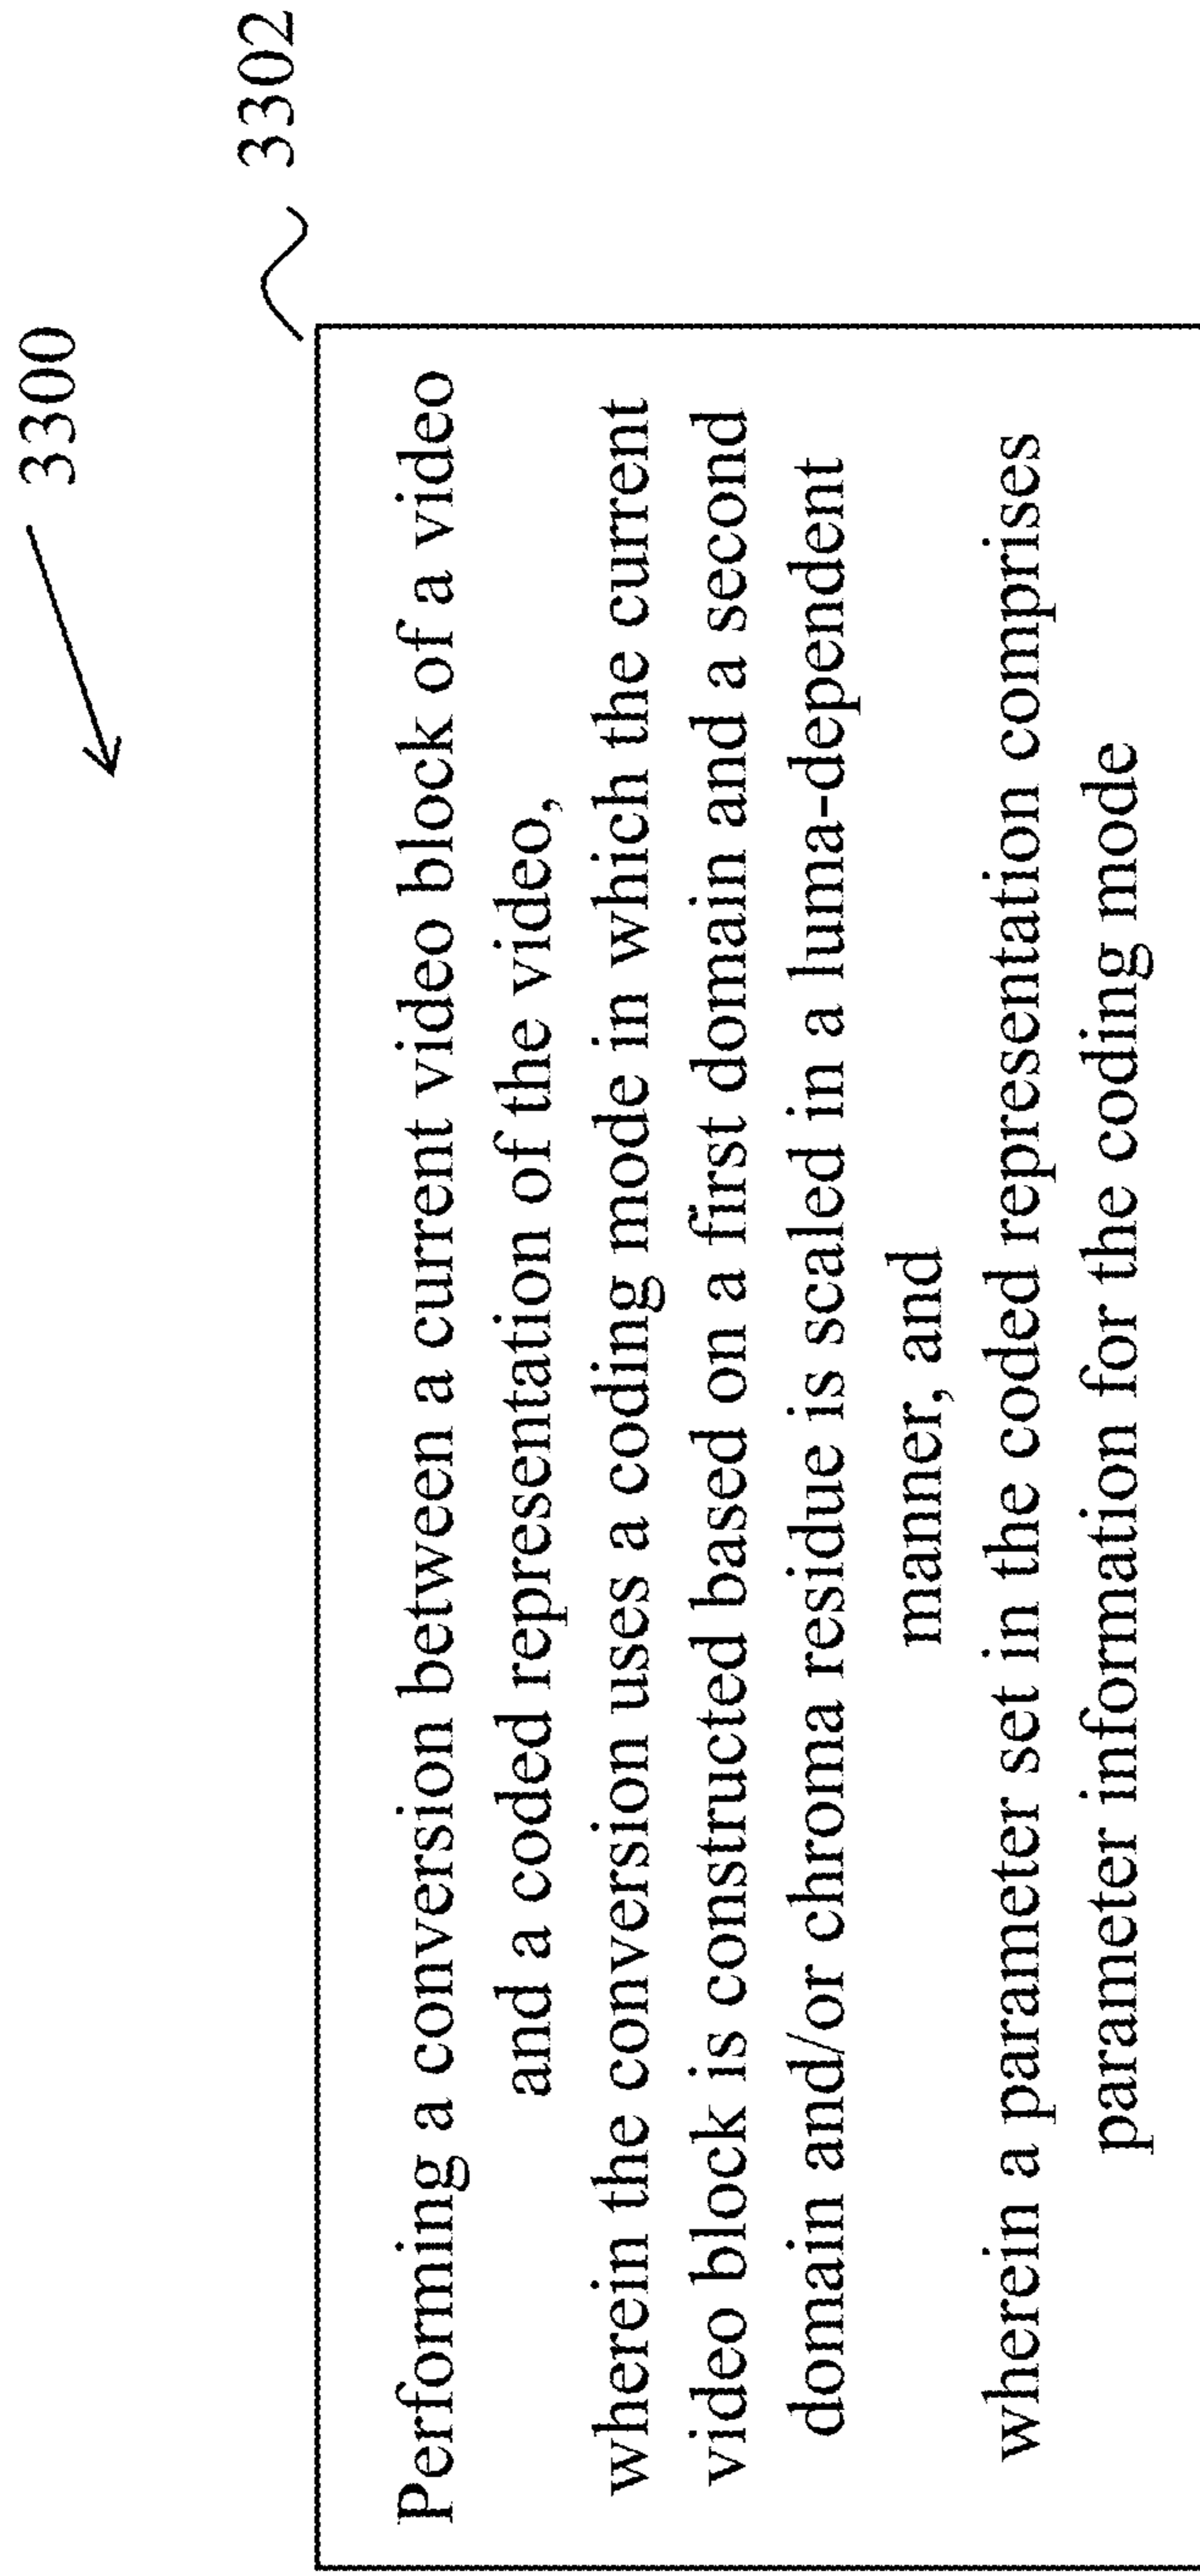 3300
3302
Performing a conversion between a current video block of a video
and a coded representation of the video,
wherein the conversion uses a coding mode in which the current
video block is constructed based on a first domain and a second
domain and/or chroma residue is scaled in a luma-dependent
manner, and
wherein a parameter set in the coded representation comprises
parameter information for the coding mode